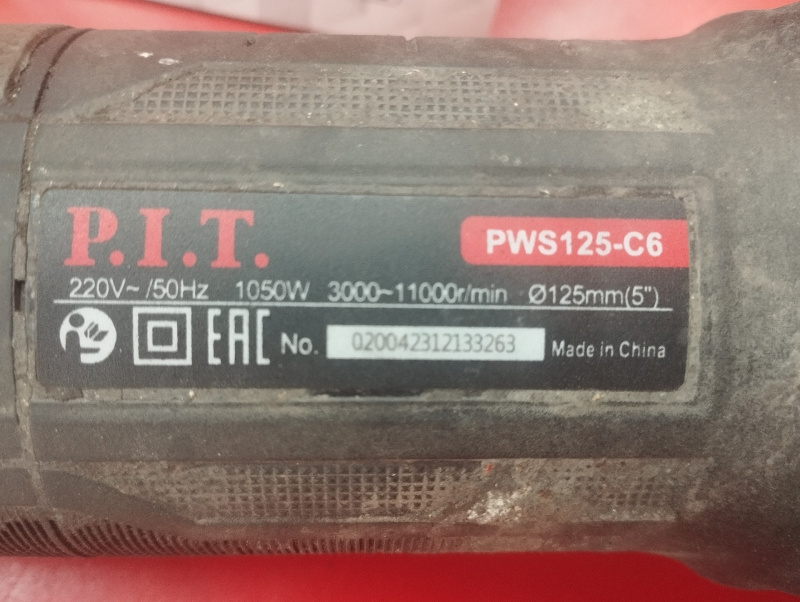 P.I.T.
PWS125-C6
220V~ /50Hz 1050W 3000~11000r/min Ø125mm(5")
EAC No. 020042312133263 Made in China